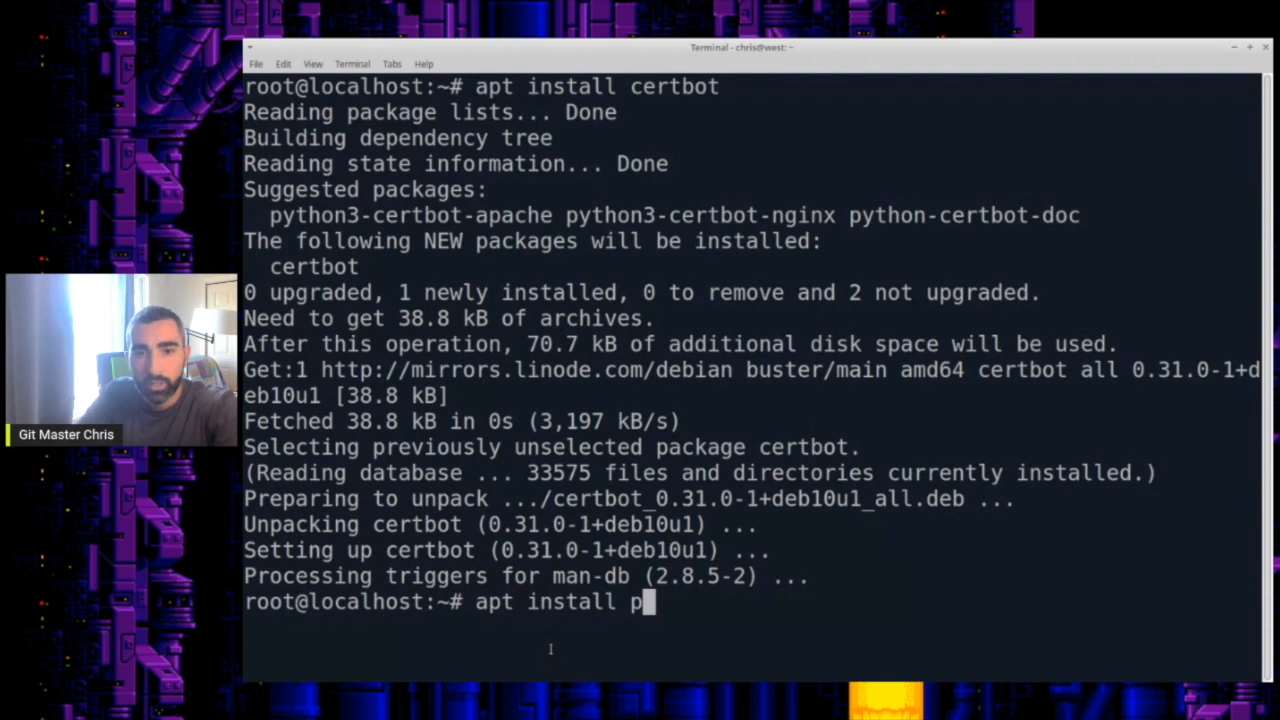 Terminal - chris@west: ~
File Edit View Terminal Tabs Help
root@localhost:~# apt install certbot
Reading package lists... Done
Building dependency tree
Reading state information... Done
Suggested packages:
  python3-certbot-apache python3-certbot-nginx python-certbot-doc
The following NEW packages will be installed:
  certbot
0 upgraded, 1 newly installed, 0 to remove and 2 not upgraded.
Need to get 38.8 kB of archives.
After this operation, 70.7 kB of additional disk space will be used.
Get:1 http://mirrors.linode.com/debian buster/main amd64 certbot all 0.31.0-1+d
eb10u1 [38.8 kB]
Fetched 38.8 kB in 0s (3,197 kB/s)
Selecting previously unselected package certbot.
(Reading database ... 33575 files and directories currently installed.)
Preparing to unpack .../certbot_0.31.0-1+deb10u1_all.deb ...
Unpacking certbot (0.31.0-1+deb10u1) ...
Setting up certbot (0.31.0-1+deb10u1) ...
Processing triggers for man-db (2.8.5-2) ...
root@localhost:~# apt install p
Git Master Chris